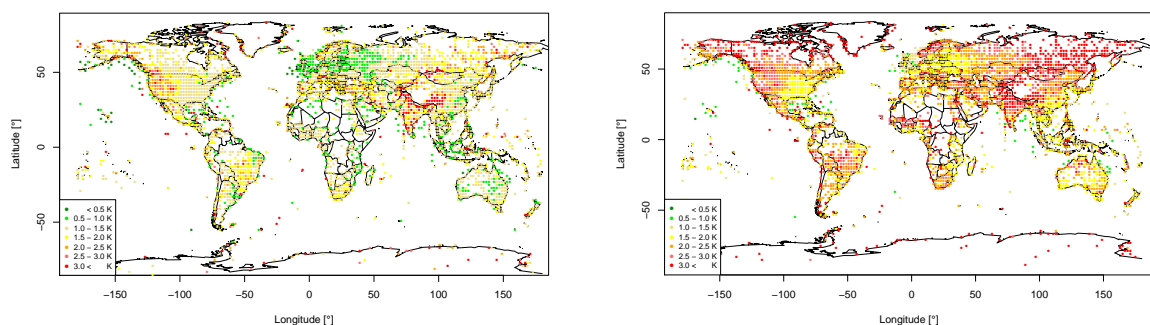 50
0
−50
Latitude [°]
< 0.5 K
0.5 − 1.0 K
1.0 − 1.5 K
1.5 − 2.0 K
2.0 − 2.5 K
2.5 − 3.0 K
3.0 < K
−150 −100 −50 0 50 100 150
Longitude [°]
50
0
−50
Latitude [°]
< 0.5 K
0.5 − 1.0 K
1.0 − 1.5 K
1.5 − 2.0 K
2.0 − 2.5 K
2.5 − 3.0 K
3.0 < K
−150 −100 −50 0 50 100 150
Longitude [°]